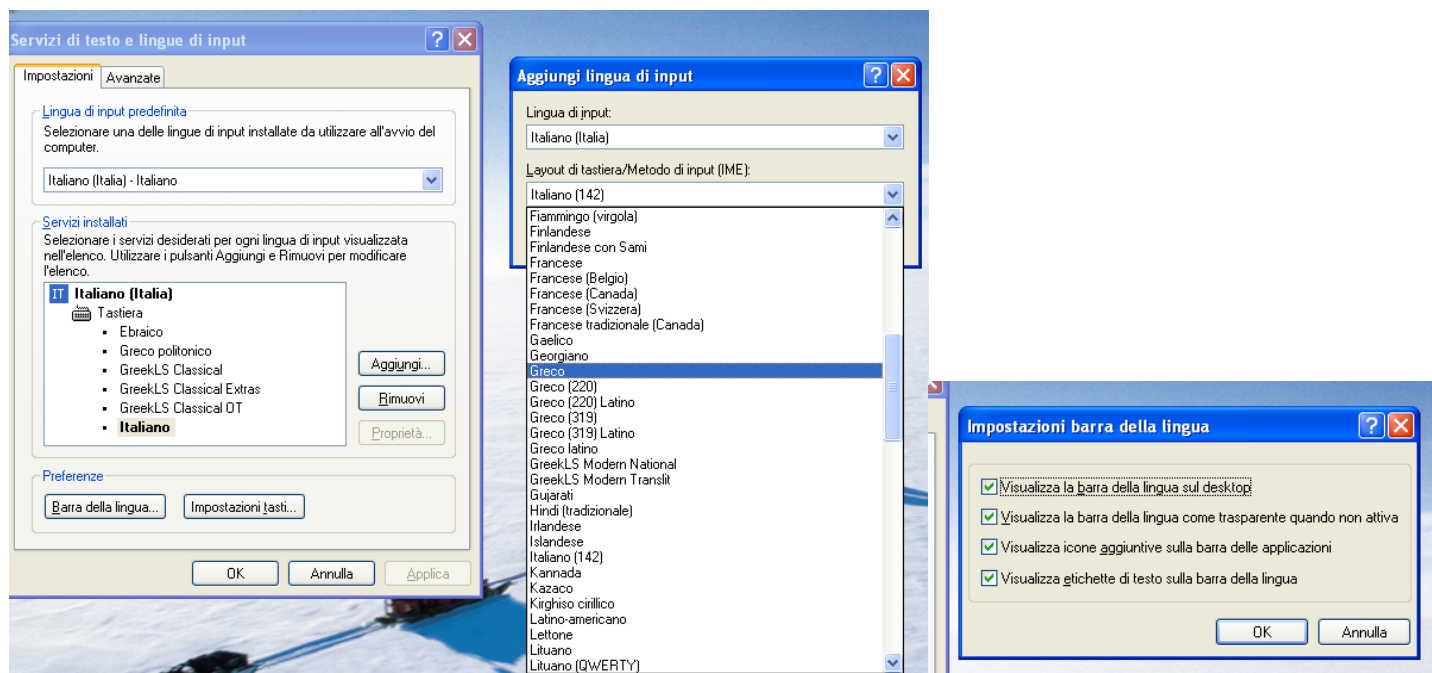 Servizi di testo e lingue di input
Impostazioni
Avanzate
Lingua di input predefinita
Selezionare una delle lingue di input installate da utilizzare all'avvio del
computer.
Italiano (Italia) - Italiano
Servizi installati
Selezionare i servizi desiderati per ogni lingua di input visualizzata
nell'elenco. Utilizzare i pulsanti Aggiungi e Rimuovi per modificare
l'elenco.
IT Italiano (Italia)
Tastiera
Ebraico
Greco politonico
GreekLS Classical
GreekLS Classical Extras
GreekLS Classical OT
Italiano
Aggiungi...
Rimuovi
Proprietà...
Preferenze
Barra della lingua...
Impostazioni tasti...
OK
Annulla
Applica
Aggiungi lingua di input
Lingua di input:
Italiano (Italia)
Layout di tastiera/Metodo di input (IME):
Italiano (142)
Fiammingo (virgola)
Finlandese
Finlandese con Sami
Francese
Francese (Belgio)
Francese (Canada)
Francese (Svizzera)
Francese tradizionale (Canada)
Gaelico
Georgiano
Greco
Greco (220)
Greco (220) Latino
Greco (319)
Greco (319) Latino
Greco latino
GreekLS Modern National
GreekLS Modern Translit
Gujarati
Hindi (tradizionale)
Irlandese
Islandese
Italiano (142)
Kannada
Kazaco
Kirghiso cirillico
Latino-americano
Lettone
Lituano
Lituano (QWERTY)
Impostazioni barra della lingua
Visualizza la barra della lingua sul desktop
Visualizza la barra della lingua come trasparente quando non attiva
Visualizza icone aggiuntive sulla barra delle applicazioni
Visualizza etichette di testo sulla barra della lingua
OK
Annulla